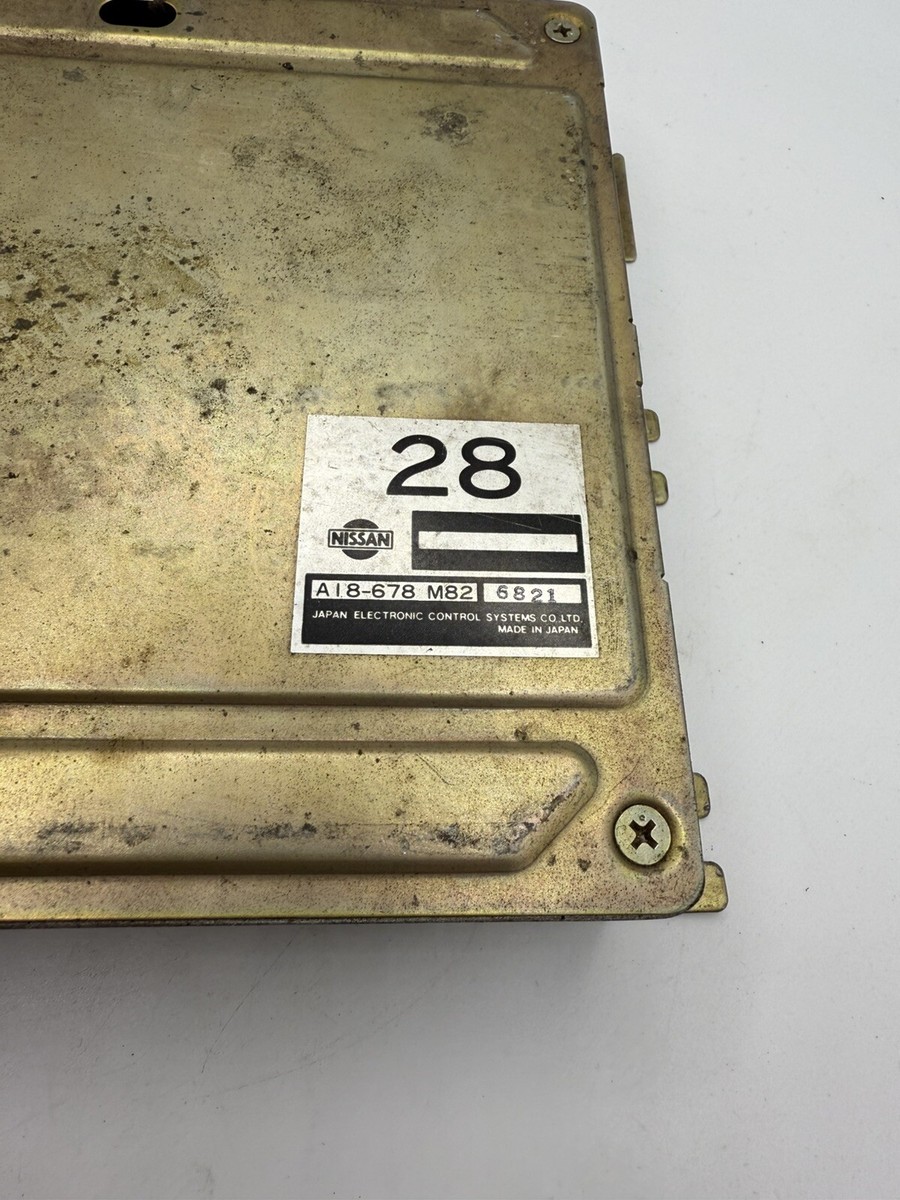 28
NISSAN
A18-678 M82 6821
JAPAN ELECTRONIC CONTROL SYSTEMS CO.,LTD.
MADE IN JAPAN